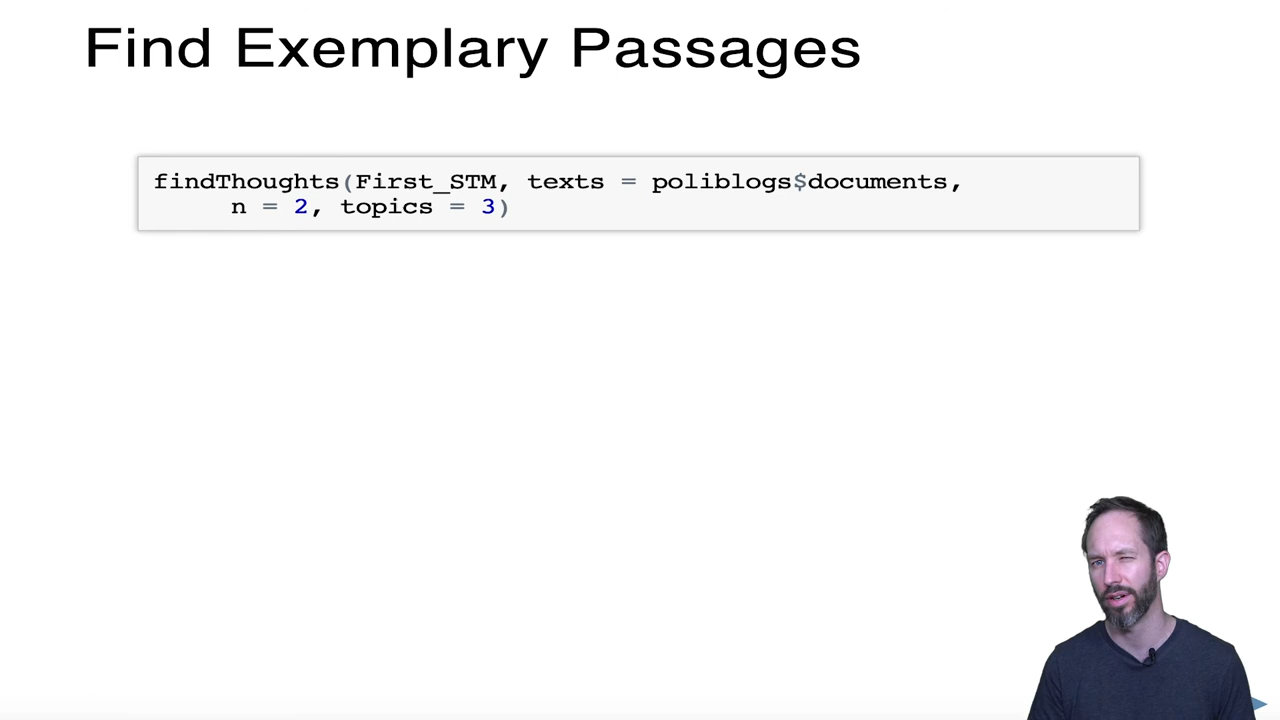 Find Exemplary Passages
findThoughts(First_STM, texts = poliblogs$documents,
n = 2, topics = 3)